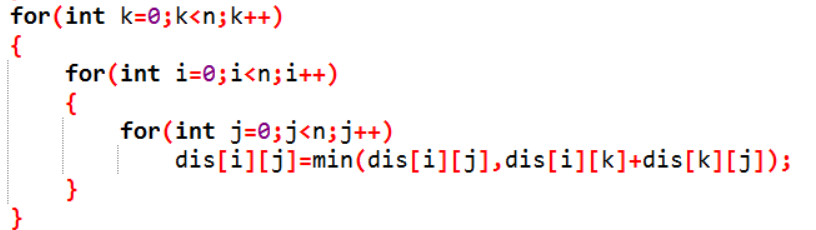 for(int k=0;k<n;k++)
{
    for(int i=0;i<n;i++)
    {
        for(int j=0;j<n;j++)
            dis[i][j]=min(dis[i][j],dis[i][k]+dis[k][j]);
    }
}